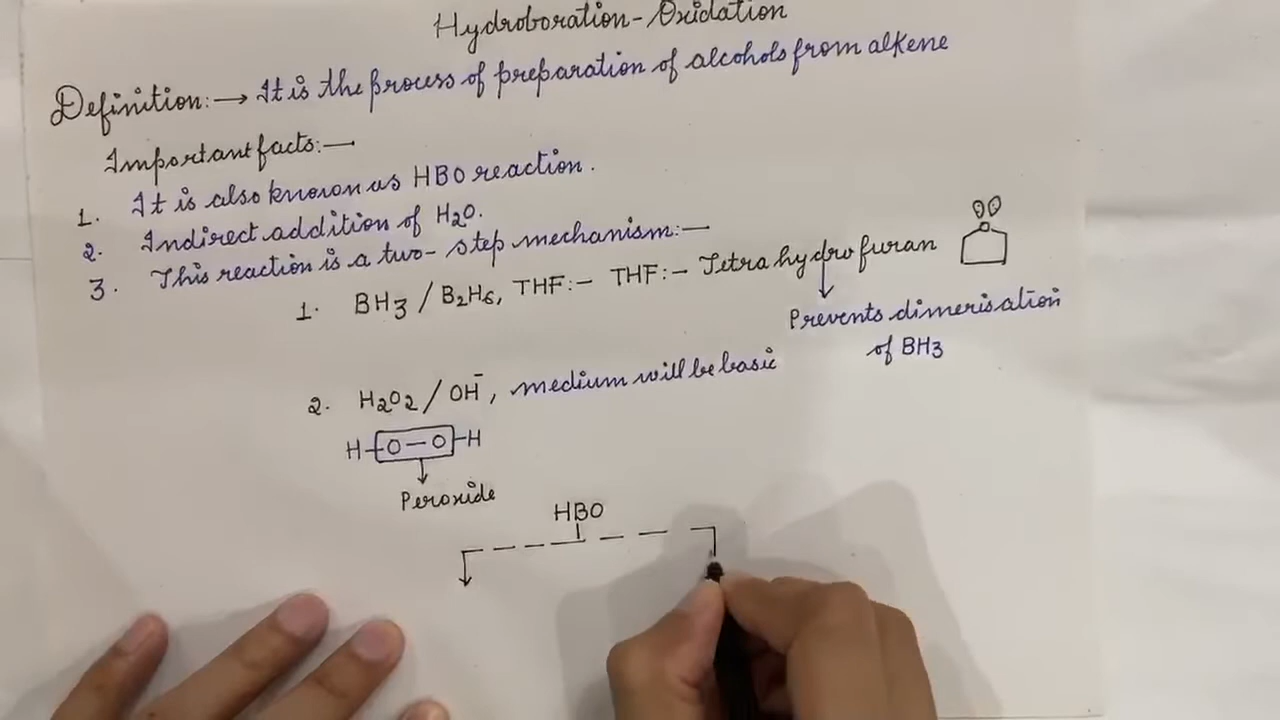 Hydroboration-Oxidation
Definition:→ It is the process of preparation of alcohols from alkene
Important facts:—
1. It is also known as HBO reaction.
2. Indirect addition of H2O.
3. This reaction is a two-step mechanism:—
1. BH3 / B2H6, THF:- THF:- Tetra hydro furan
Prevents dimerisation
of BH3
2. H2O2 / OH⁻, medium will be basic
H-O-O-H
Peroxide
HBO